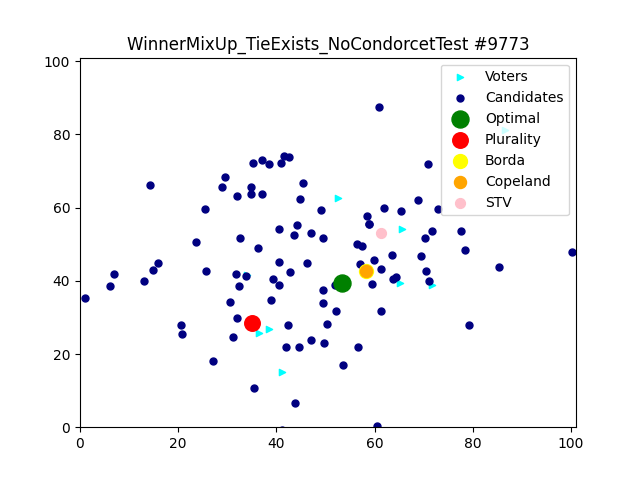 WinnerMixUp_TieExists_NoCondorcetTest #9773
Voters
Candidates
Optimal
Plurality
Borda
Copeland
STV
100
80
60
40
20
0
0 20 40 60 80 100